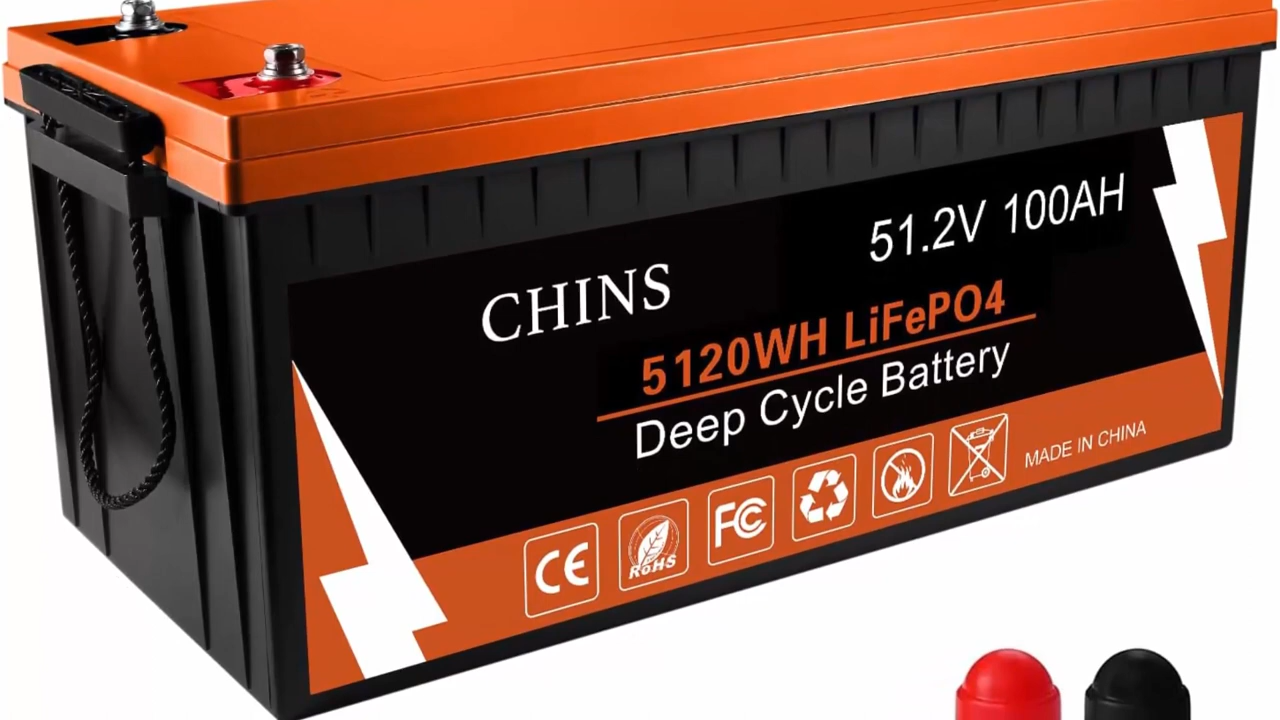 51.2V 100AH
CHINS
5120WH LiFePO4
Deep Cycle Battery
CE
RoHS
FC
MADE IN CHINA